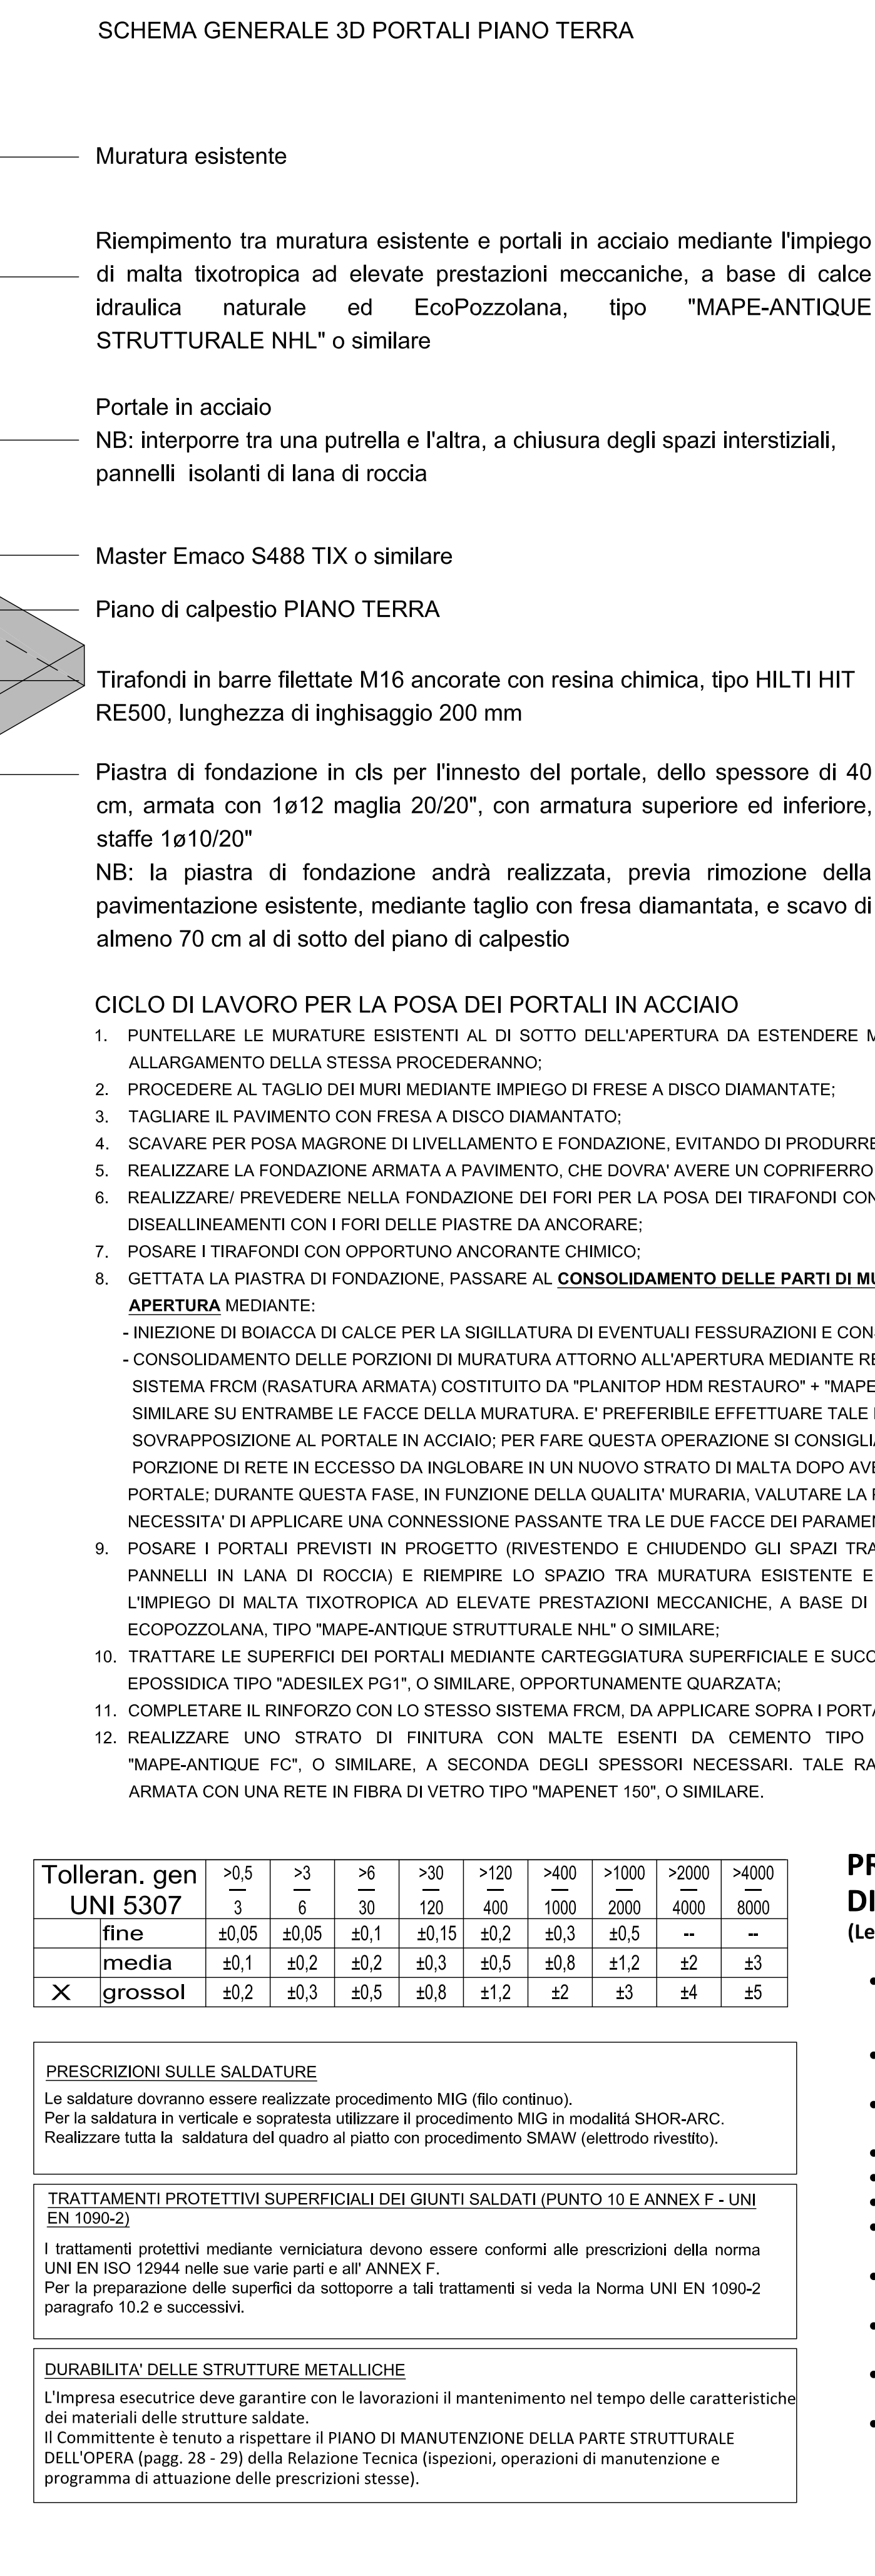 SCHEMA GENERALE 3D PORTALI PIANO TERRA
Muratura esistente
Riempimento tra muratura esistente e portali in acciaio mediante l'impiego
di malta tixotropica ad elevate prestazioni meccaniche, a base di calce
idraulica naturale ed EcoPozzolana, tipo "MAPE-ANTIQUE
STRUTTURALE NHL" o similare
Portale in acciaio
NB: interporre tra una putrella e l'altra, a chiusura degli spazi interstiziali,
pannelli isolanti di lana di roccia
Master Emaco S488 TIX o similare
Piano di calpestio PIANO TERRA
Tirafondi in barre filettate M16 ancorate con resina chimica, tipo HILTI HIT
RE500, lunghezza di inghisaggio 200 mm
Piastra di fondazione in cls per l'innesto del portale, dello spessore di 40
cm, armata con 1ø12 maglia 20/20", con armatura superiore ed inferiore,
staffe 1ø10/20"
NB: la piastra di fondazione andrà realizzata, previa rimozione della
pavimentazione esistente, mediante taglio con fresa diamantata, e scavo di
almeno 70 cm al di sotto del piano di calpestio
CICLO DI LAVORO PER LA POSA DEI PORTALI IN ACCIAIO
1. PUNTELLARE LE MURATURE ESISTENTI AL DI SOTTO DELL'APERTURA DA ESTENDERE
ALLARGAMENTO DELLA STESSA PROCEDERANNO;
2. PROCEDERE AL TAGLIO DEI MURI MEDIANTE IMPIEGO DI FRESE A DISCO DIAMANTATE;
3. TAGLIARE IL PAVIMENTO CON FRESA A DISCO DIAMANTATO;
4. SCAVARE PER POSA MAGRONE DI LIVELLAMENTO E FONDAZIONE, EVITANDO DI PRODURRE
5. REALIZZARE LA FONDAZIONE ARMATA A PAVIMENTO, CHE DOVRA' AVERE UN COPRIFERRO
6. REALIZZARE/ PREVEDERE NELLA FONDAZIONE DEI FORI PER LA POSA DEI TIRAFONDI CON
DISEALLINEAMENTI CON I FORI DELLE PIASTRE DA ANCORARE;
7. POSARE I TIRAFONDI CON OPPORTUNO ANCORANTE CHIMICO;
8. GETTATA LA PIASTRA DI FONDAZIONE, PASSARE AL CONSOLIDAMENTO DELLE PARTI DI MU
APERTURA MEDIANTE:
- INIEZIONE DI BOIACCA DI CALCE PER LA SIGILLATURA DI EVENTUALI FESSURAZIONI E CON
- CONSOLIDAMENTO DELLE PORZIONI DI MURATURA ATTORNO ALL'APERTURA MEDIANTE RE
SISTEMA FRCM (RASATURA ARMATA) COSTITUITO DA "PLANITOP HDM RESTAURO" + "MAPE
SIMILARE SU ENTRAMBE LE FACCE DELLA MURATURA. E' PREFERIBILE EFFETTUARE TALE
SOVRAPPOSIZIONE AL PORTALE IN ACCIAIO; PER FARE QUESTA OPERAZIONE SI CONSIGLIA
PORZIONE DI RETE IN ECCESSO DA INGLOBARE IN UN NUOVO STRATO DI MALTA DOPO AVE
PORTALE; DURANTE QUESTA FASE, IN FUNZIONE DELLA QUALITA' MURARIA, VALUTARE LA
NECESSITA' DI APPLICARE UNA CONNESSIONE PASSANTE TRA LE DUE FACCE DEI PARAMEN
9. POSARE I PORTALI PREVISTI IN PROGETTO (RIVESTENDO E CHIUDENDO GLI SPAZI TRA
PANNELLI IN LANA DI ROCCIA) E RIEMPIRE LO SPAZIO TRA MURATURA ESISTENTE E
L'IMPIEGO DI MALTA TIXOTROPICA AD ELEVATE PRESTAZIONI MECCANICHE, A BASE DI
ECOPOZZOLANA, TIPO "MAPE-ANTIQUE STRUTTURALE NHL" O SIMILARE;
10. TRATTARE LE SUPERFICI DEI PORTALI MEDIANTE CARTEGGIATURA SUPERFICIALE E SUCC
EPOSSIDICA TIPO "ADESILEX PG1", O SIMILARE, OPPORTUNAMENTE QUARZATA;
11. COMPLETARE IL RINFORZO CON LO STESSO SISTEMA FRCM, DA APPLICARE SOPRA I PORTA
12. REALIZZARE UNO STRATO DI FINITURA CON MALTE ESENTI DA CEMENTO TIPO
"MAPE-ANTIQUE FC", O SIMILARE, A SECONDA DEGLI SPESSORI NECESSARI. TALE RA
ARMATA CON UNA RETE IN FIBRA DI VETRO TIPO "MAPENET 150", O SIMILARE.
Tolleran. gen >0,5 >3 >6 >30 >120 >400 >1000 >2000 >4000
UNI 5307 3 6 30 120 400 1000 2000 4000 8000
fine ±0,05 ±0,05 ±0,1 ±0,15 ±0,2 ±0,3 ±0,5 -- --
media ±0,1 ±0,2 ±0,2 ±0,3 ±0,5 ±0,8 ±1,2 ±2 ±3
X grossol ±0,2 ±0,3 ±0,5 ±0,8 ±1,2 ±2 ±3 ±4 ±5
PRESCRIZIONI SULLE SALDATURE
Le saldature dovranno essere realizzate procedimento MIG (filo continuo).
Per la saldatura in verticale e sopratesta utilizzare il procedimento MIG in modalitá SHOR-ARC.
Realizzare tutta la saldatura del quadro al piatto con procedimento SMAW (elettrodo rivestito).
TRATTAMENTI PROTETTIVI SUPERFICIALI DEI GIUNTI SALDATI (PUNTO 10 E ANNEX F - UNI
EN 1090-2)
I trattamenti protettivi mediante verniciatura devono essere conformi alle prescrizioni della norma
UNI EN ISO 12944 nelle sue varie parti e all' ANNEX F.
Per la preparazione delle superfici da sottoporre a tali trattamenti si veda la Norma UNI EN 1090-2
paragrafo 10.2 e successivi.
DURABILITA' DELLE STRUTTURE METALLICHE
L'Impresa esecutrice deve garantire con le lavorazioni il mantenimento nel tempo delle caratteristiche
dei materiali delle strutture saldate.
Il Committente è tenuto a rispettare il PIANO DI MANUTENZIONE DELLA PARTE STRUTTURALE
DELL'OPERA (pagg. 28 - 29) della Relazione Tecnica (ispezioni, operazioni di manutenzione e
programma di attuazione delle prescrizioni stesse).
PR
DI
(Le